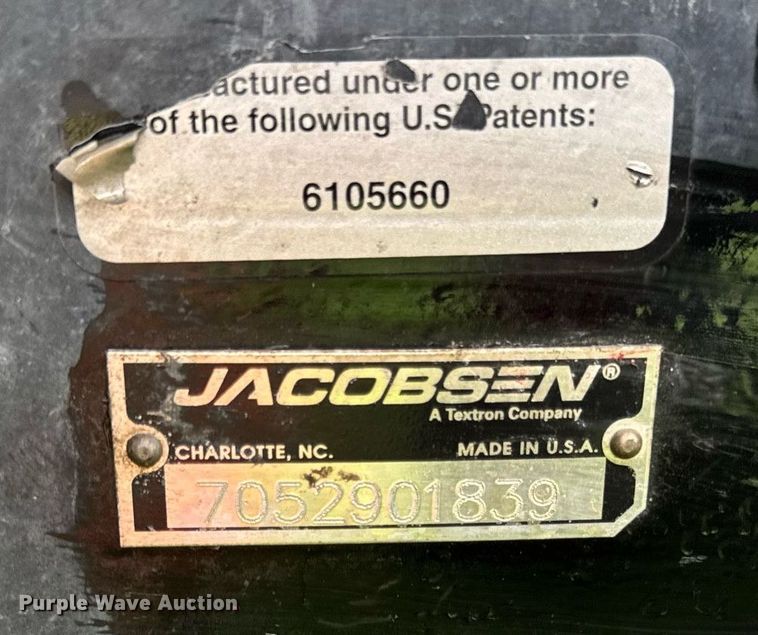 under one or more
of the following U.S. Patents:
6105660
JACOBSEN®
A Textron Company
CHARLOTTE, NC. MADE IN U.S.A.
7052901839
Purple Wave Auction